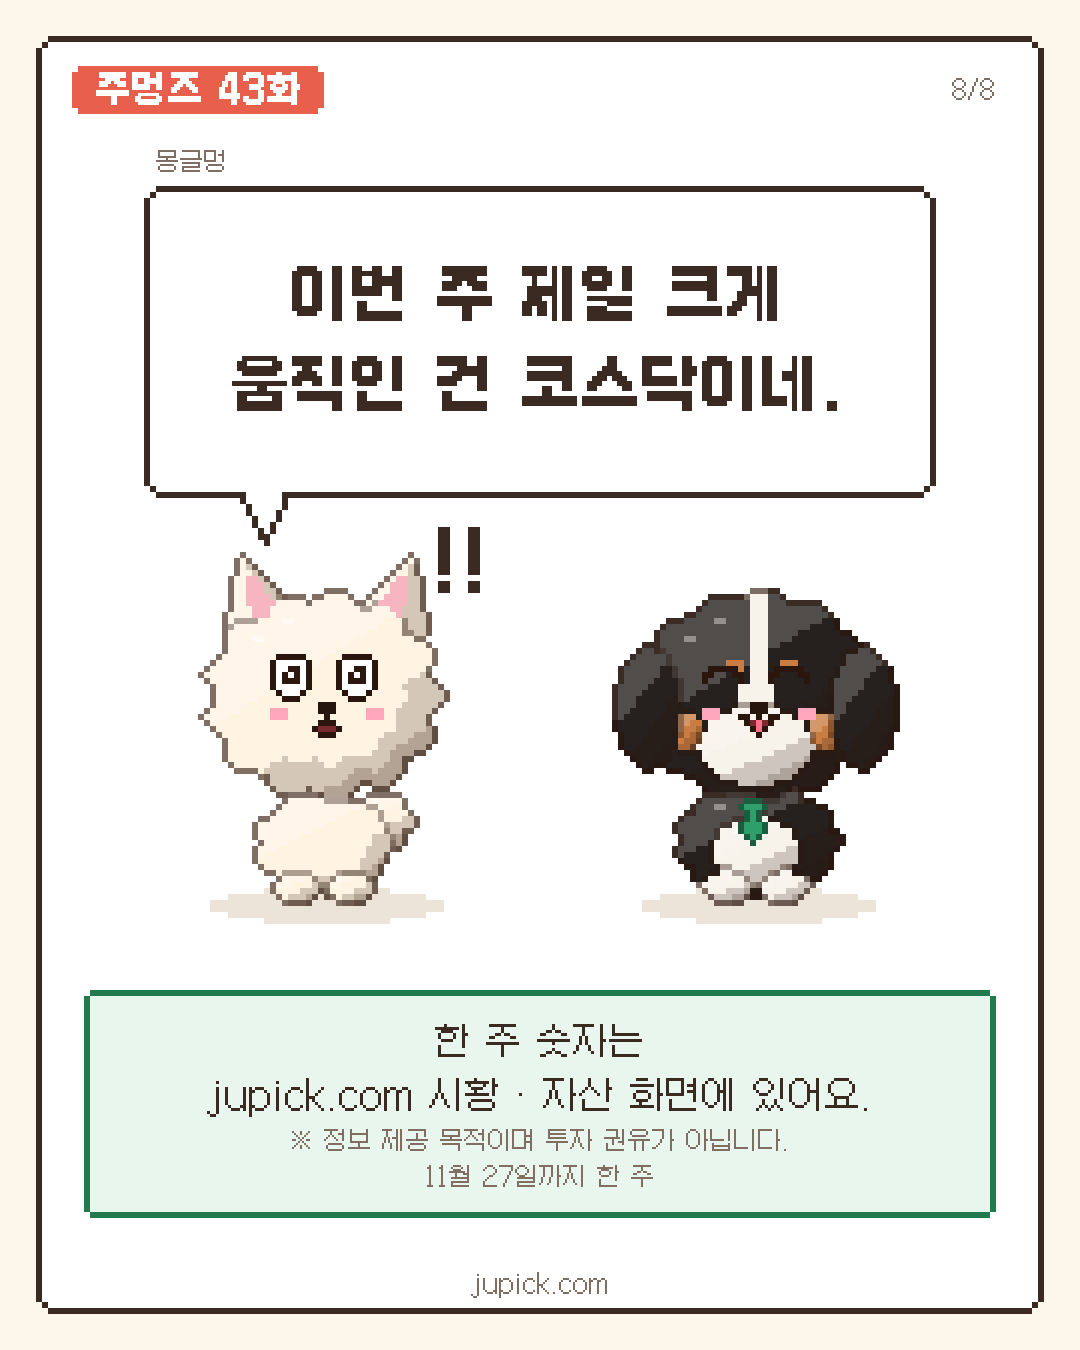 주멍즈 43화
8/8
몽글멍
이번 주 제일 크게
움직인 건 코스닥이네.
!!
한 주 숫자는
jupick.com 시황 · 자산 화면에 있어요.
※ 정보 제공 목적이며 투자 권유가 아닙니다.
11월 27일까지 한 주
jupick.com